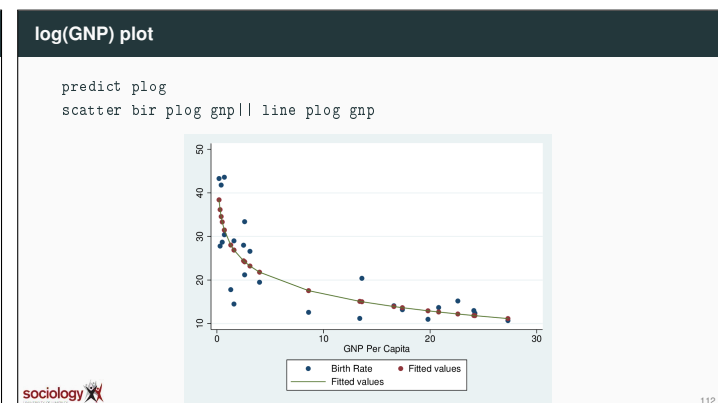 log(GNP) plot
predict plog
scatter bir plog gnp|| line plog gnp
50
40
30
20
10
0 10 20 30
GNP Per Capita
Birth Rate Fitted values
Fitted values
sociology
112